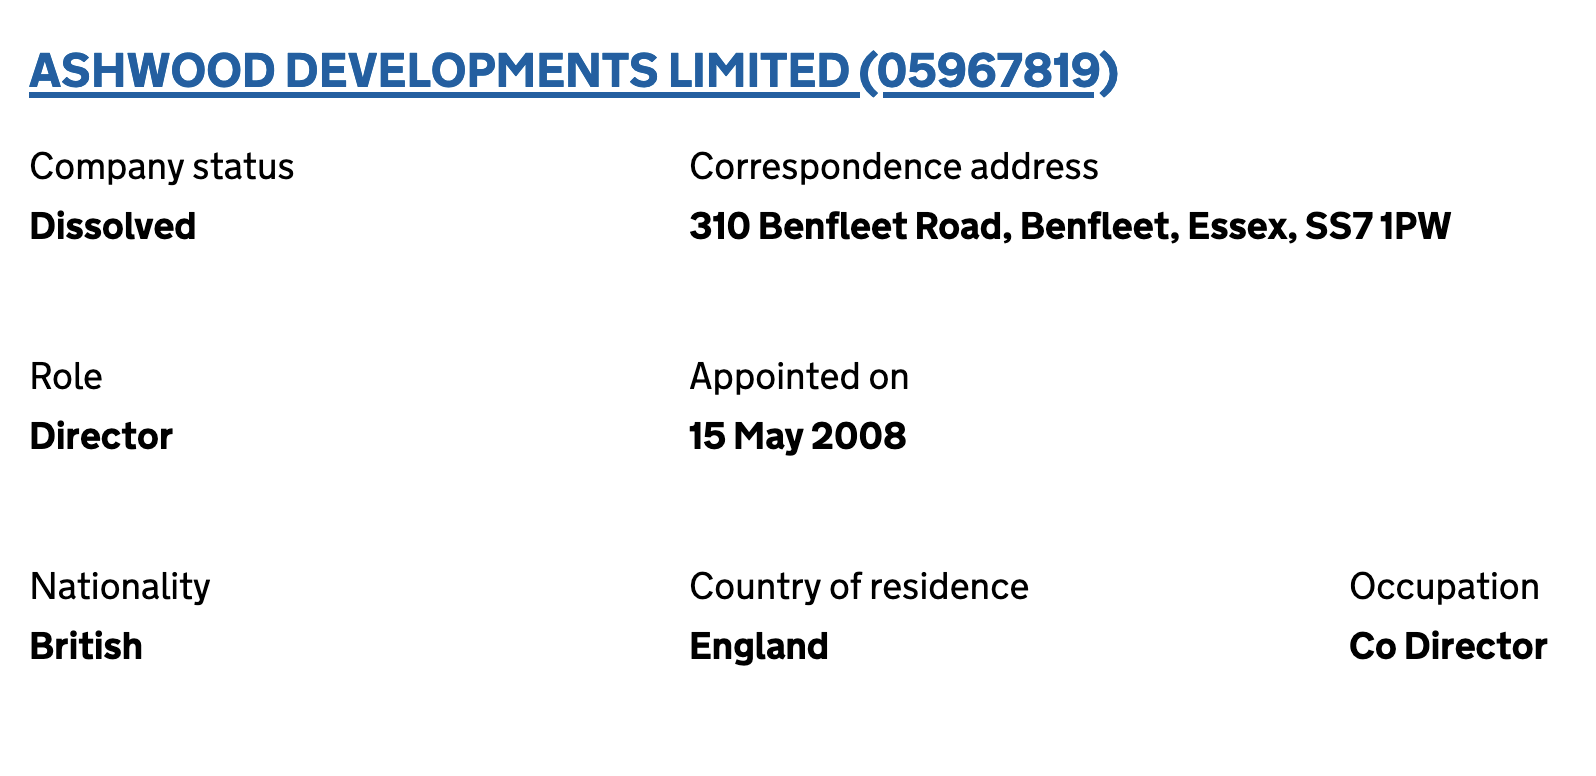 ASHWOOD DEVELOPMENTS LIMITED (05967819)
Company status
Dissolved
Correspondence address
310 Benfleet Road, Benfleet, Essex, SS7 1PW
Role
Director
Appointed on
15 May 2008
Nationality
British
Country of residence
England
Occupation
Co Director